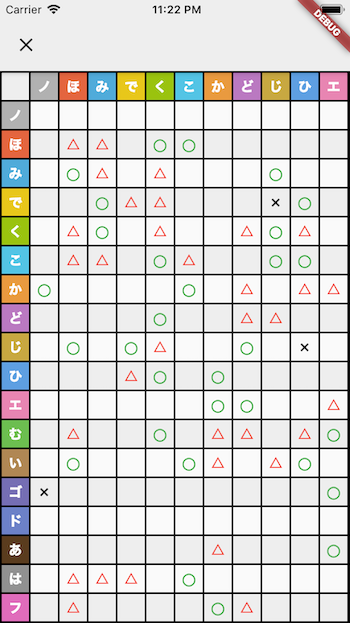 Carrier 11:22 PM
DEBUG
×
ノ ほ み で く こ か ど じ ひ エ
ノ
ほ △ △ ○ ○
み ○ △ △ ○
で ○ △ △ × ○
く △ ○ △ △ ○ △
こ △ △ ○ △ ○ ○
か ○ ○ △ △ △
ど ○ △ △
じ ○ ○ △ ○ ×
ひ △ ○ ○
エ ○ ○ △
む △ ○ △ △ △ ○
い ○ ○ △ △ ○
ゴ × ○
ド
あ △ ○
は △ △ △ ○
フ △ ○ △